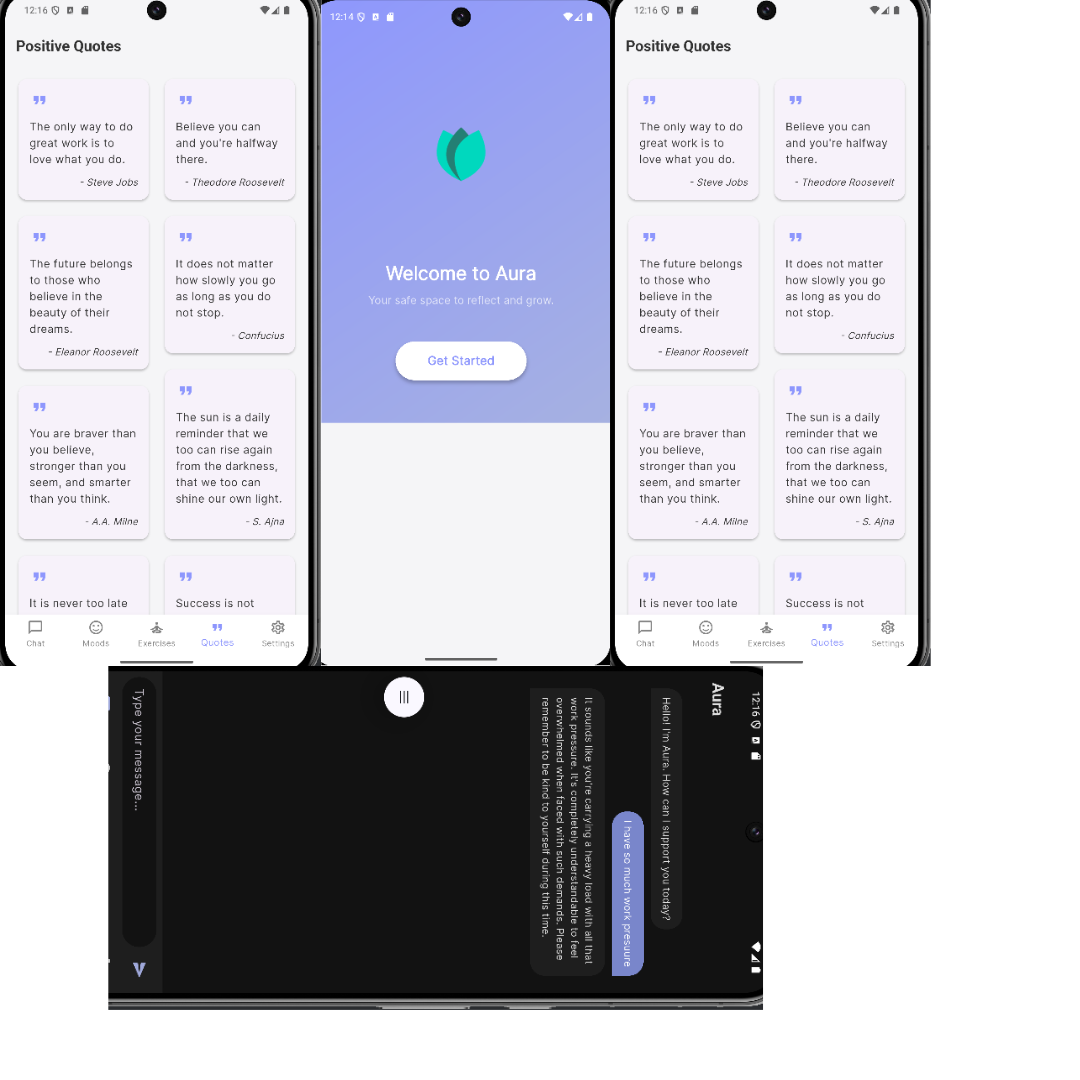 12:16
Positive Quotes
The only way to do
great work is to
love what you do.
- Steve Jobs
Believe you can
and you're halfway
there.
- Theodore Roosevelt
The future belongs
to those who
believe in the
beauty of their
dreams.
- Eleanor Roosevelt
It does not matter
how slowly you go
as long as you do
not stop.
- Confucius
You are braver than
you believe,
stronger than you
seem, and smarter
than you think.
- A.A. Milne
The sun is a daily
reminder that we
too can rise again
from the darkness,
that we too can
shine our own light.
- S. Ajna
It is never too late
Success is not
Chat
Moods
Exercises
Quotes
Settings
12:14
Welcome to Aura
Your safe space to reflect and grow.
Get Started
12:16
Positive Quotes
The only way to do
great work is to
love what you do.
- Steve Jobs
Believe you can
and you're halfway
there.
- Theodore Roosevelt
The future belongs
to those who
believe in the
beauty of their
dreams.
- Eleanor Roosevelt
It does not matter
how slowly you go
as long as you do
not stop.
- Confucius
You are braver than
you believe,
stronger than you
seem, and smarter
than you think.
- A.A. Milne
The sun is a daily
reminder that we
too can rise again
from the darkness,
that we too can
shine our own light.
- S. Ajna
It is never too late
Success is not
Chat
Moods
Exercises
Quotes
Settings
12:16
Aura
Hello! I'm Aura. How can I support you today?
I have so much work presuure
It sounds like you're carrying a heavy load with all that
work pressure. It's completely understandable to feel
overwhelmed when faced with such demands. Please
remember to be kind to yourself during this time.
Type your message...